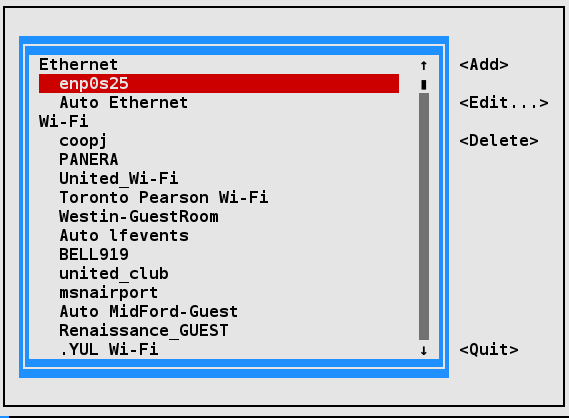 Ethernet ↑ <Add>
enp0s25
Auto Ethernet <Edit...>
Wi-Fi
coopj <Delete>
PANERA
United_Wi-Fi
Toronto Pearson Wi-Fi
Westin-GuestRoom
Auto lfevents
BELL919
united_club
msnairport
Auto MidFord-Guest
Renaissance_GUEST
.YUL Wi-Fi ↓ <Quit>